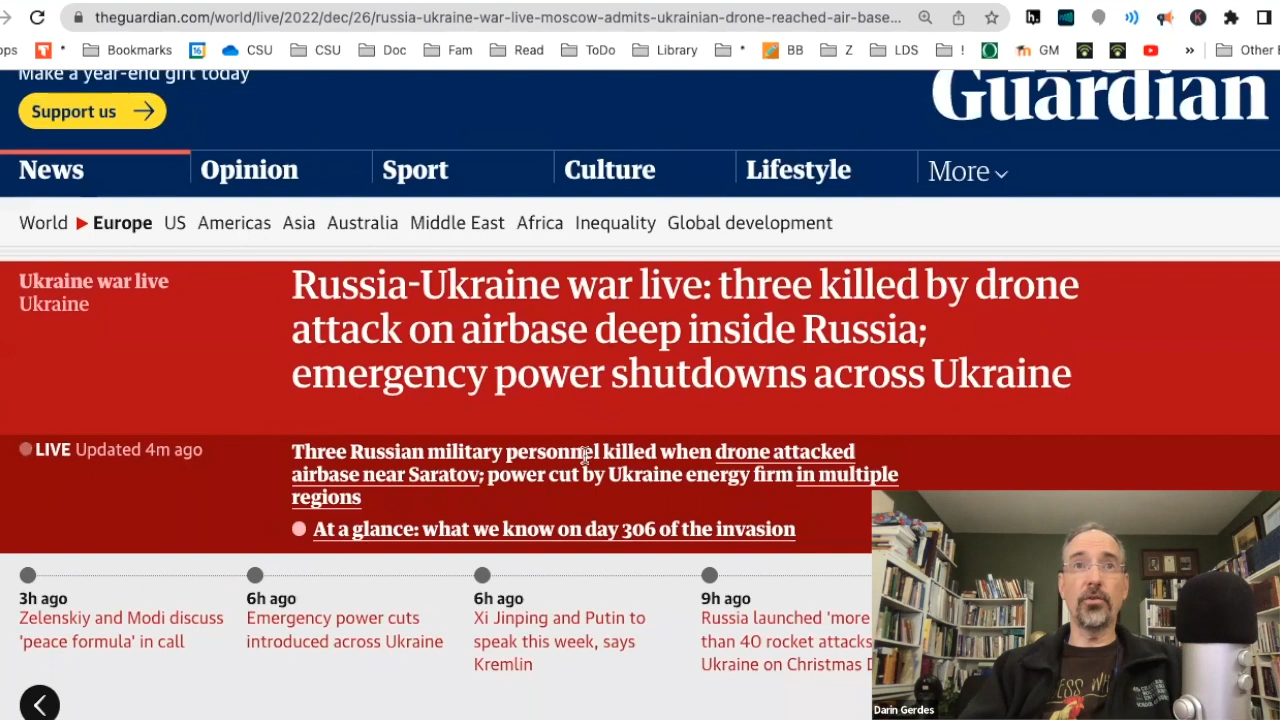 theguardian.com/world/live/2022/dec/26/russia-ukraine-war-live-moscow-admits-ukrainian-drone-reached-air-base...
Bookmarks
CSU
CSU
Doc
Fam
Read
ToDo
Library
*
BB
Z
LDS
!
GM
»
Other
Make a year-end gift today
Support us
Guardian
News
Opinion
Sport
Culture
Lifestyle
More
World
Europe
US
Americas
Asia
Australia
Middle East
Africa
Inequality
Global development
Ukraine war live
Ukraine
Russia-Ukraine war live: three killed by drone
attack on airbase deep inside Russia;
emergency power shutdowns across Ukraine
LIVE Updated 4m ago
Three Russian military personnel killed when drone attacked
airbase near Saratov; power cut by Ukraine energy firm in multiple
regions
At a glance: what we know on day 306 of the invasion
3h ago
Zelenskiy and Modi discuss
'peace formula' in call
6h ago
Emergency power cuts
introduced across Ukraine
6h ago
Xi Jinping and Putin to
speak this week, says
Kremlin
9h ago
Russia launched 'more
than 40 rocket attacks
Ukraine on Christmas D
Darin Gerdes